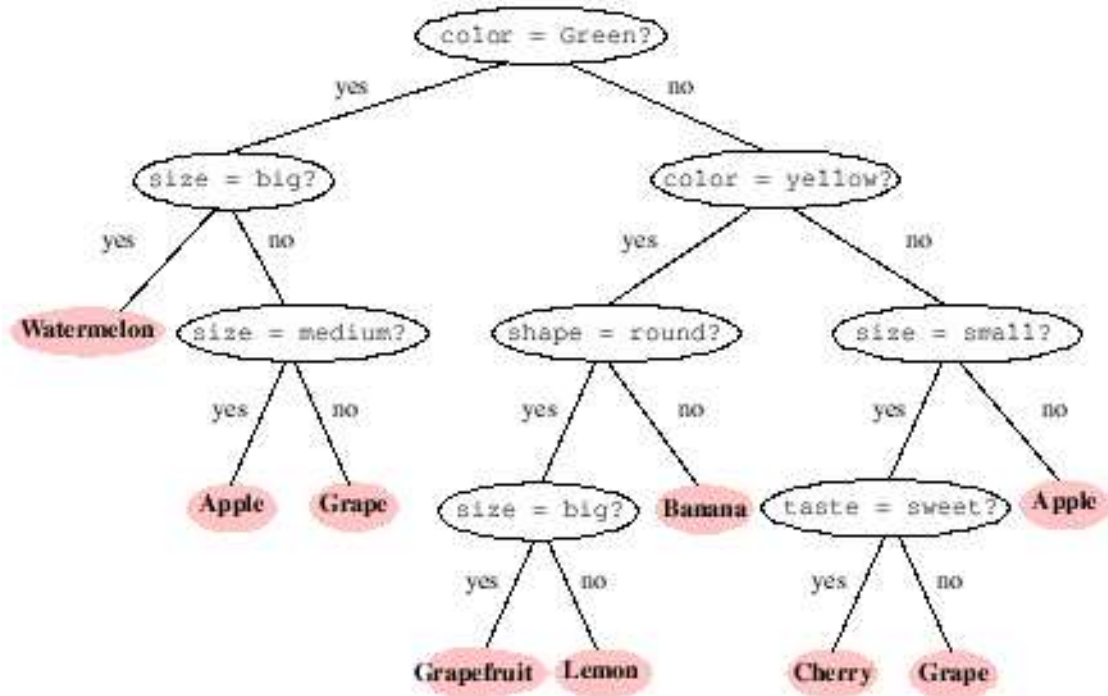 color = Green?
yes
no
size = big?
color = yellow?
yes
no
yes
no
Watermelon
size = medium?
shape = round?
size = small?
yes
no
yes
no
yes
no
Apple
Grape
size = big?
Banana
taste = sweet?
Apple
yes
no
yes
no
Grapefruit
Lemon
Cherry
Grape